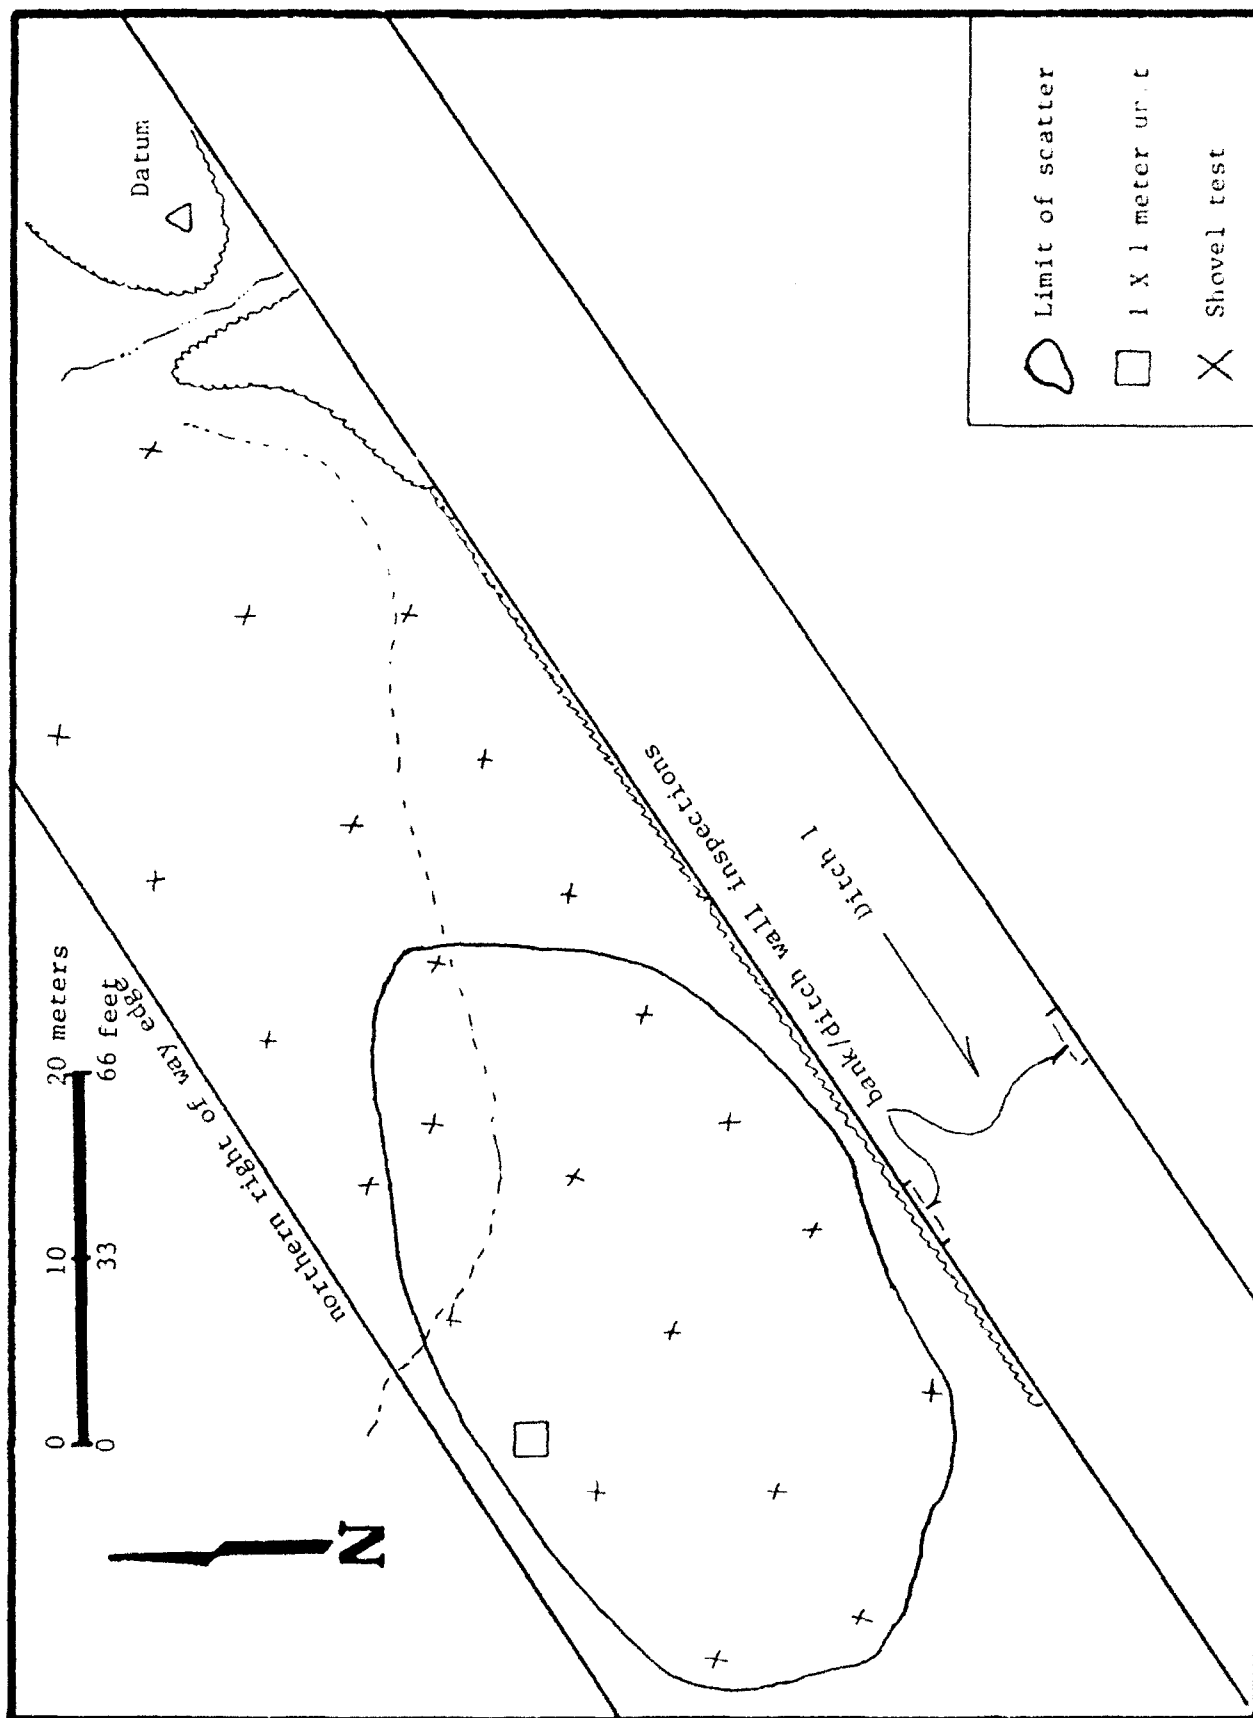 Datum
0 10 20 meters
0 33 66 feet
northern right of way edge
bank/ditch wall inspections
Ditch 1
N
Limit of scatter
1 X 1 meter
Shovel test